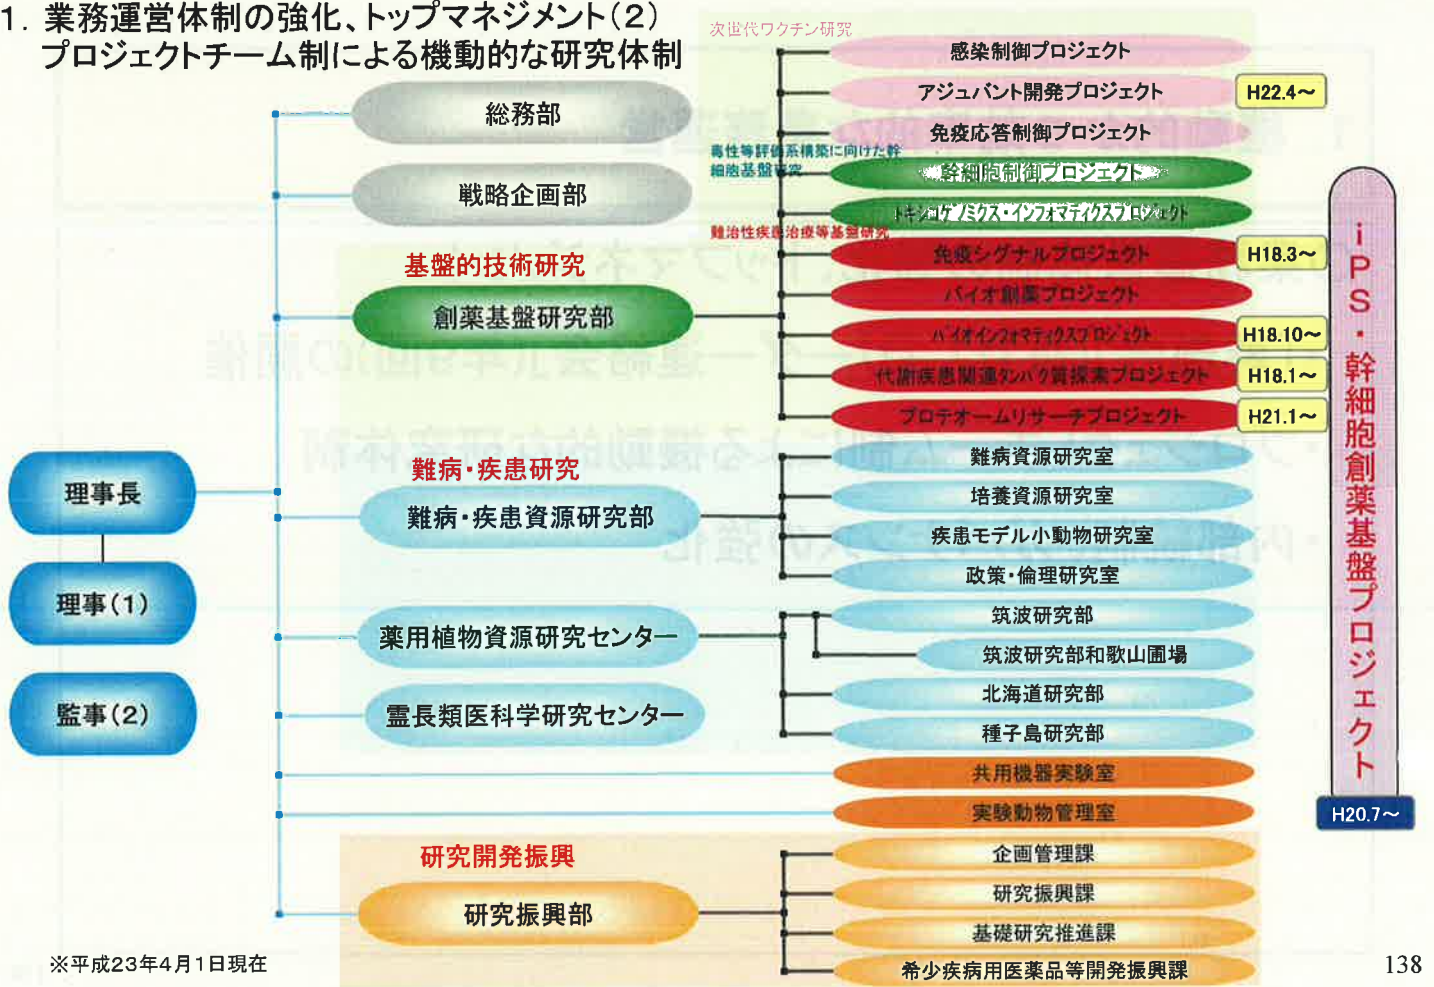 1. 業務運営体制の強化、トップマネジメント(2)
プロジェクトチーム制による機動的な研究体制
次世代ワクチン研究
感染制御プロジェクト
アジュバント開発プロジェクト
H22.4～
免疫応答制御プロジェクト
毒性等評価系構築に向けた幹
細胞基盤研究
幹細胞制御プロジェクト
トキシコゲノミクス・インフォマティクスプロジェクト
難治性疾患治療等基盤研究
免疫シグナルプロジェクト
H18.3～
バイオ創薬プロジェクト
バイオインフォマティクスプロジェクト
H18.10～
代謝疾患関連タンパク質探索プロジェクト
H18.1～
プロテオームリサーチプロジェクト
H21.1～
総務部
戦略企画部
基盤的技術研究
創薬基盤研究部
難病・疾患研究
難病・疾患資源研究部
難病資源研究室
培養資源研究室
疾患モデル小動物研究室
政策・倫理研究室
理事長
理事(1)
監事(2)
薬用植物資源研究センター
筑波研究部
筑波研究部和歌山圃場
北海道研究部
種子島研究部
霊長類医科学研究センター
共用機器実験室
実験動物管理室
研究開発振興
研究振興部
企画管理課
研究振興課
基礎研究推進課
希少疾病用医薬品等開発振興課
iPS・幹細胞創薬基盤プロジェクト
H20.7～
※平成23年4月1日現在
138